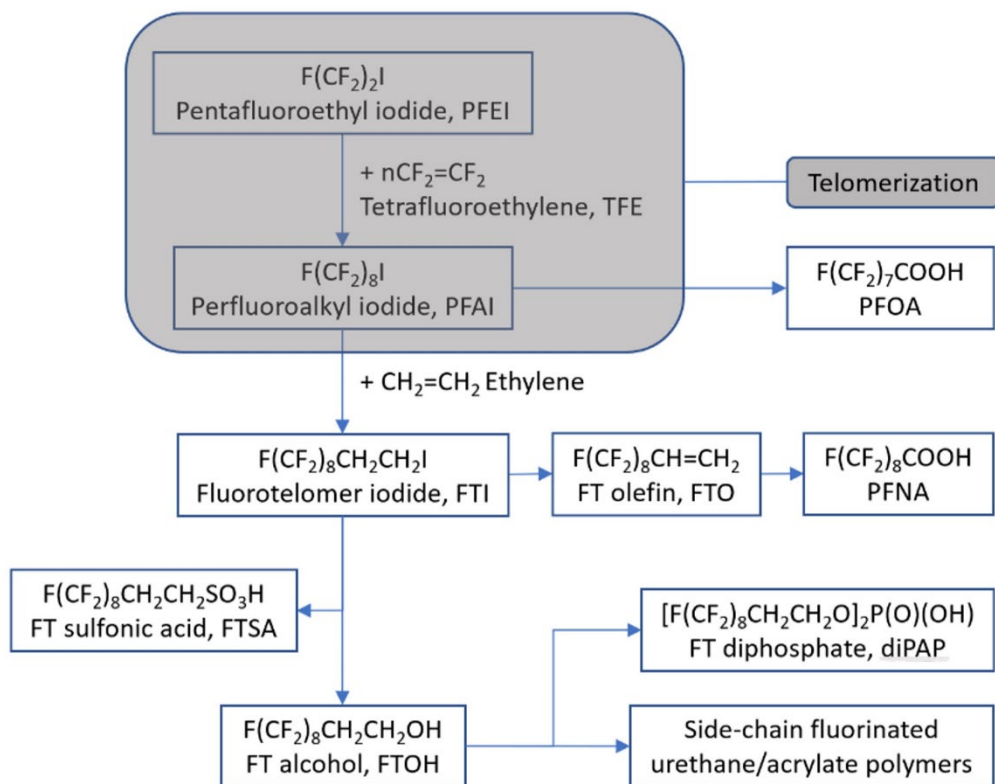 F(CF₂)₂I
Pentafluoroethyl iodide, PFEI
+ nCF₂=CF₂
Tetrafluoroethylene, TFE
Telomerization
F(CF₂)₈I
Perfluoroalkyl iodide, PFAI
F(CF₂)₇COOH
PFOA
+ CH₂=CH₂ Ethylene
F(CF₂)₈CH₂CH₂I
Fluorotelomer iodide, FTI
F(CF₂)₈CH=CH₂
FT olefin, FTO
F(CF₂)₈COOH
PFNA
F(CF₂)₈CH₂CH₂SO₃H
FT sulfonic acid, FTSA
[F(CF₂)₈CH₂CH₂O]₂P(O)(OH)
FT diphosphate, diPAP
F(CF₂)₈CH₂CH₂OH
FT alcohol, FTOH
Side-chain fluorinated
urethane/acrylate polymers